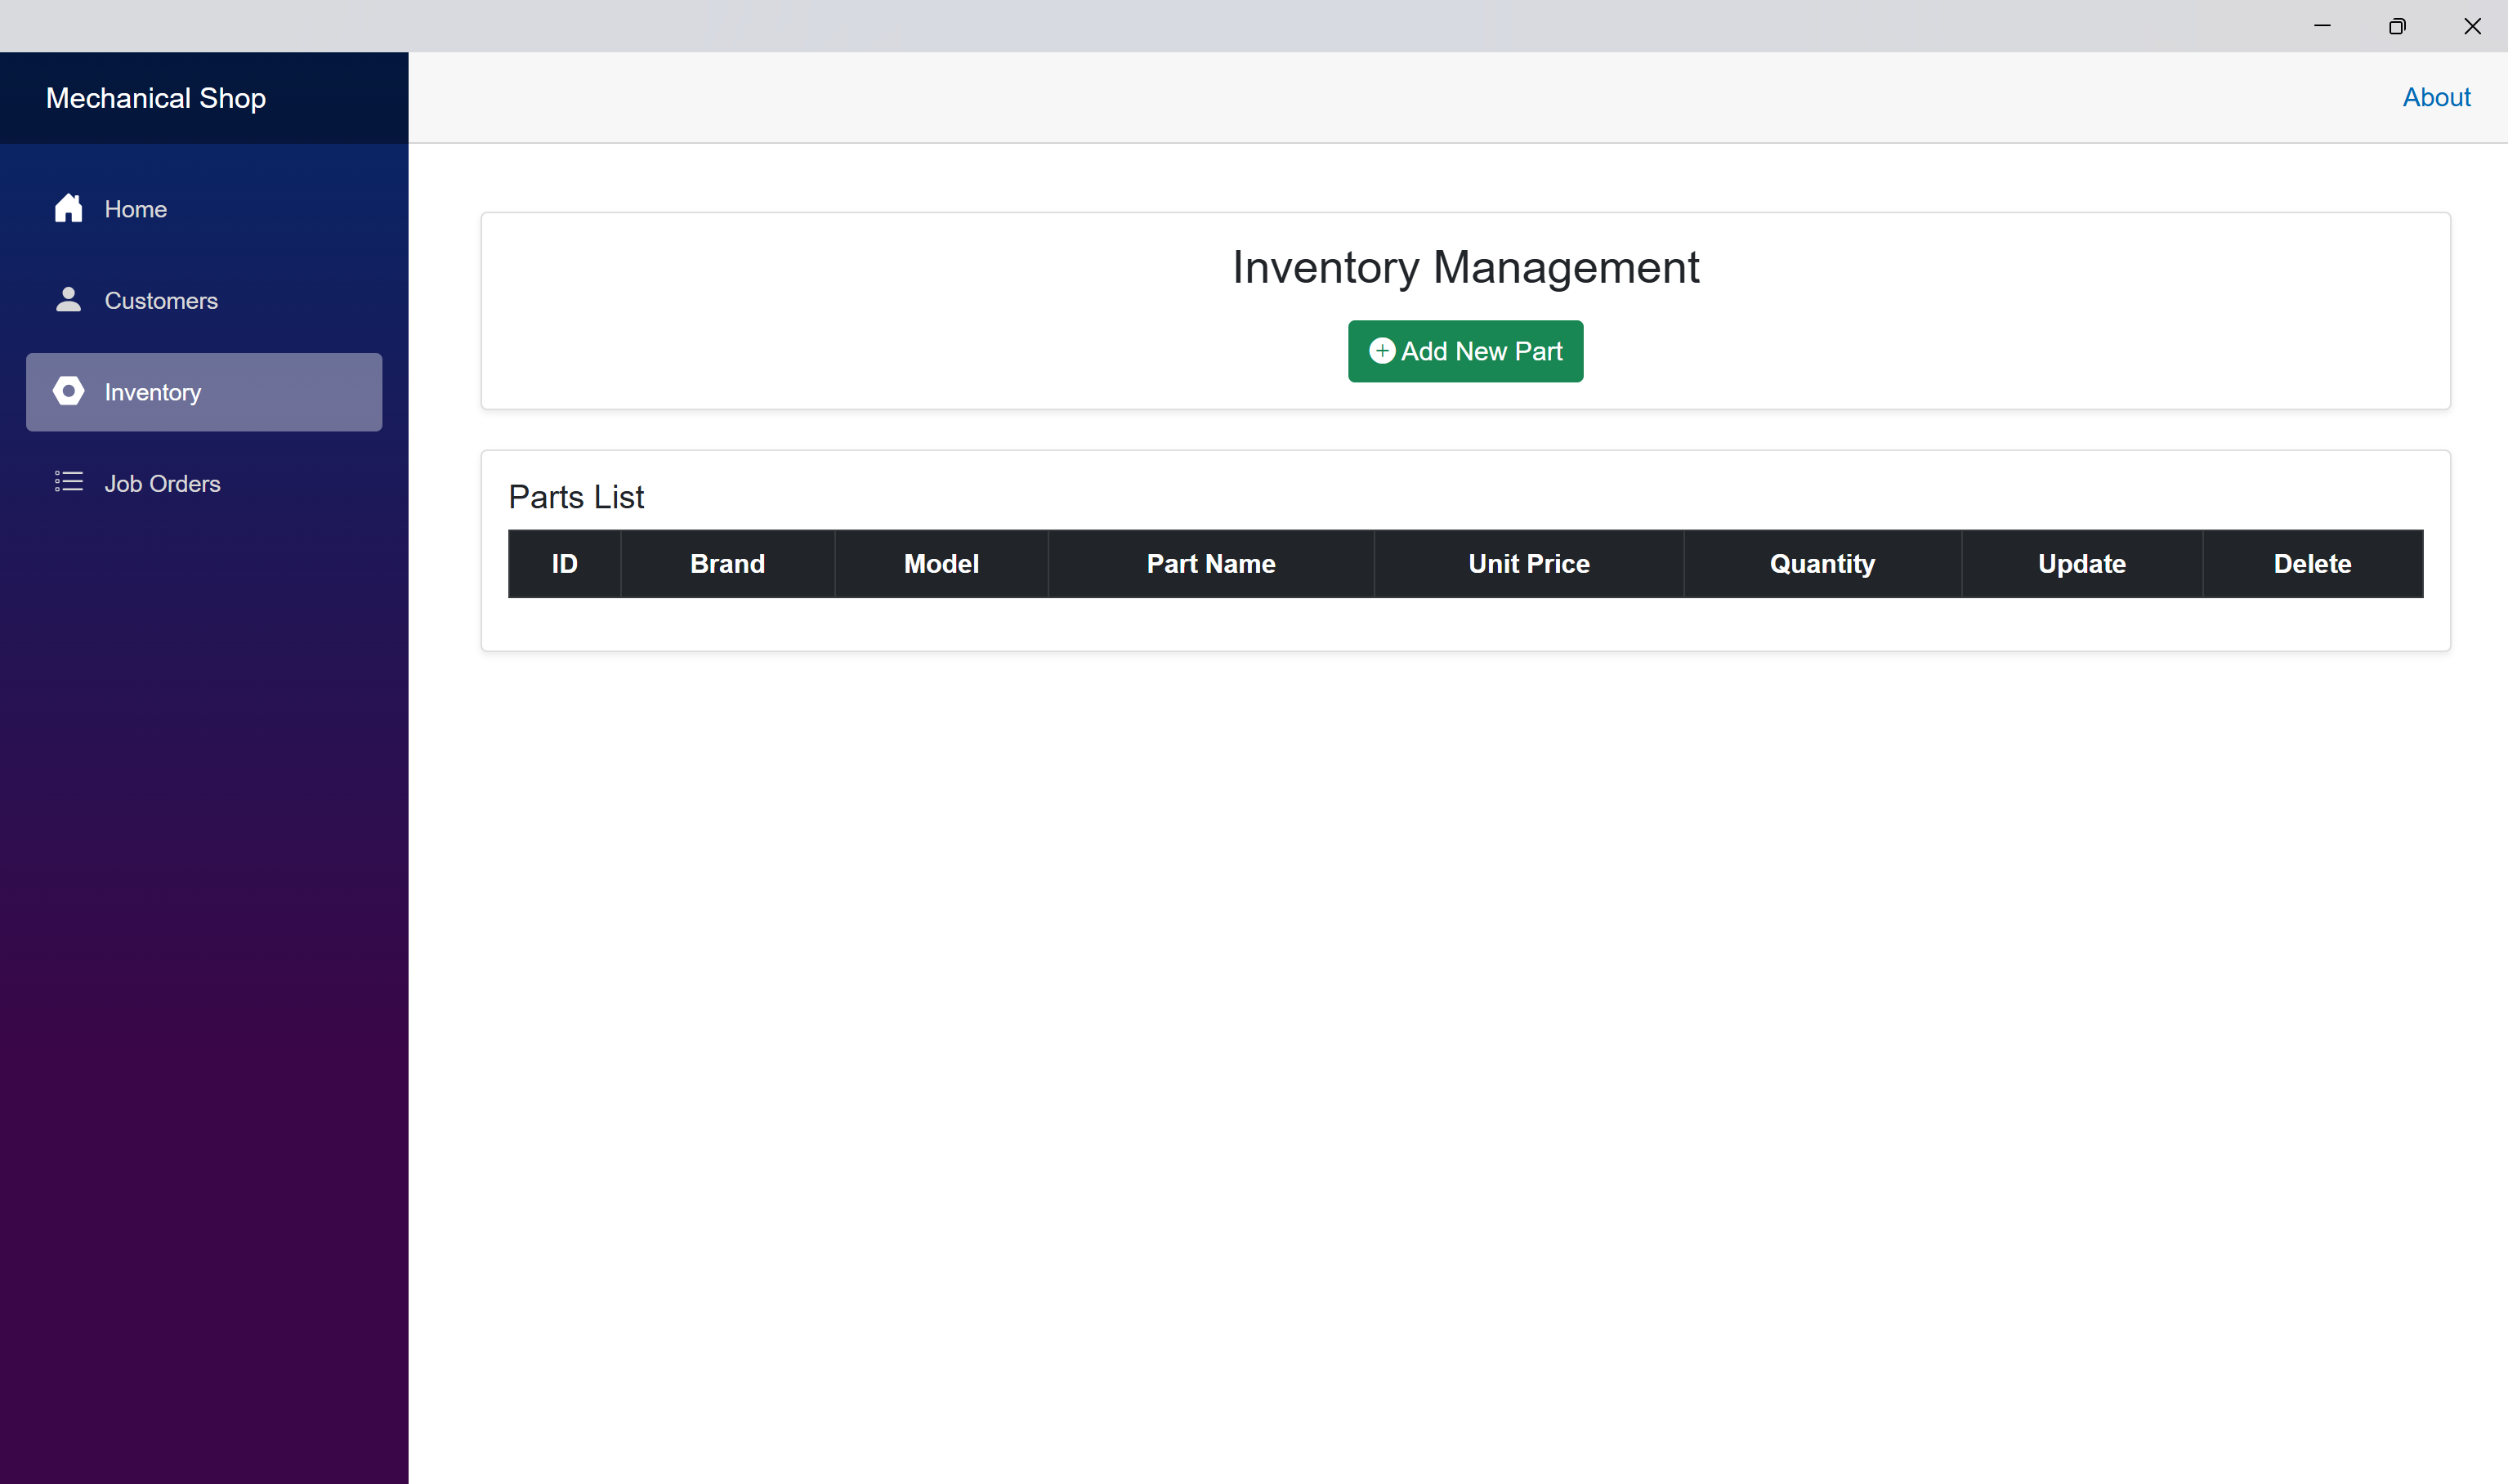 Mechanical Shop
About
Home
Customers
Inventory
Job Orders
Inventory Management
Add New Part
Parts List
ID Brand Model Part Name Unit Price Quantity Update Delete